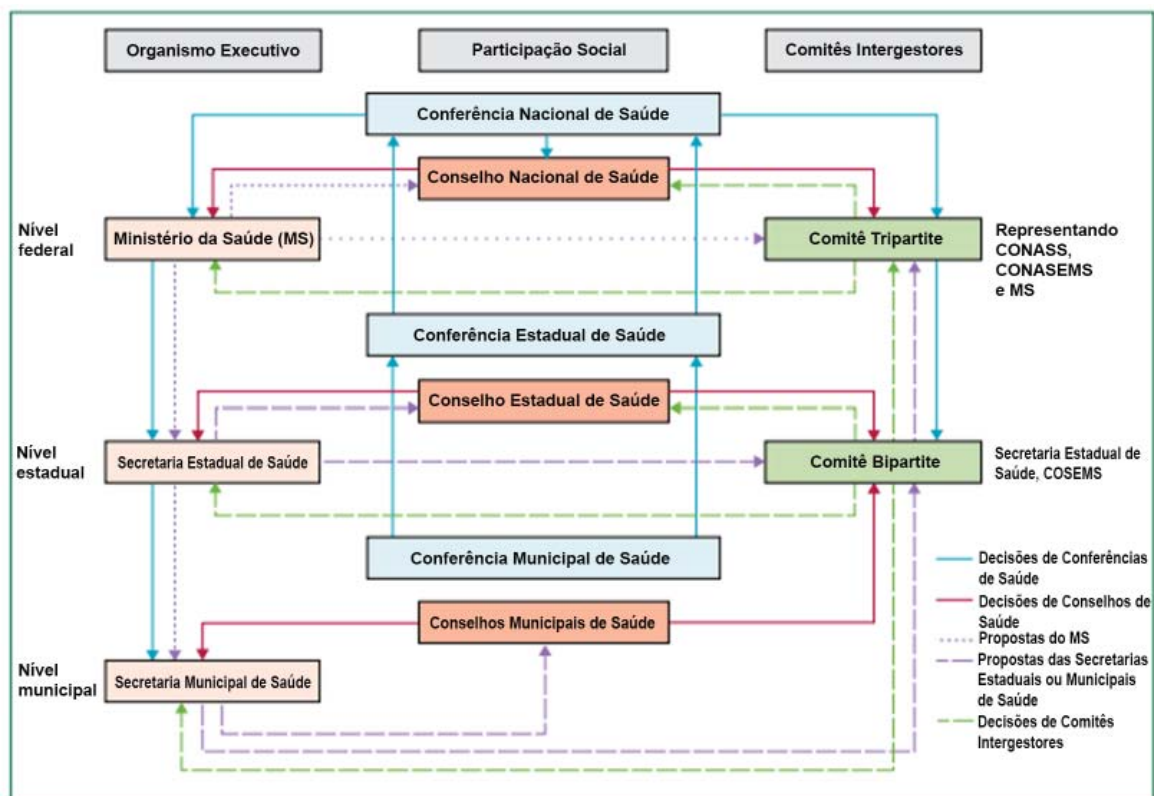 Organismo Executivo
Participação Social
Comitês Intergestores
Conferência Nacional de Saúde
Conselho Nacional de Saúde
Nível
federal
Ministério da Saúde (MS)
Comitê Tripartite
Representando
CONASS,
CONASEMS
e MS
Conferência Estadual de Saúde
Conselho Estadual de Saúde
Nível
estadual
Secretaria Estadual de Saúde
Comitê Bipartite
Secretaria Estadual de
Saúde, COSEMS
Conferência Municipal de Saúde
Conselhos Municipais de Saúde
Nível
municipal
Secretaria Municipal de Saúde
Decisões de Conferências
de Saúde
Decisões de Conselhos de
Saúde
Propostas do MS
Propostas das Secretarias
Estaduais ou Municipais
de Saúde
Decisões de Comitês
Intergestores